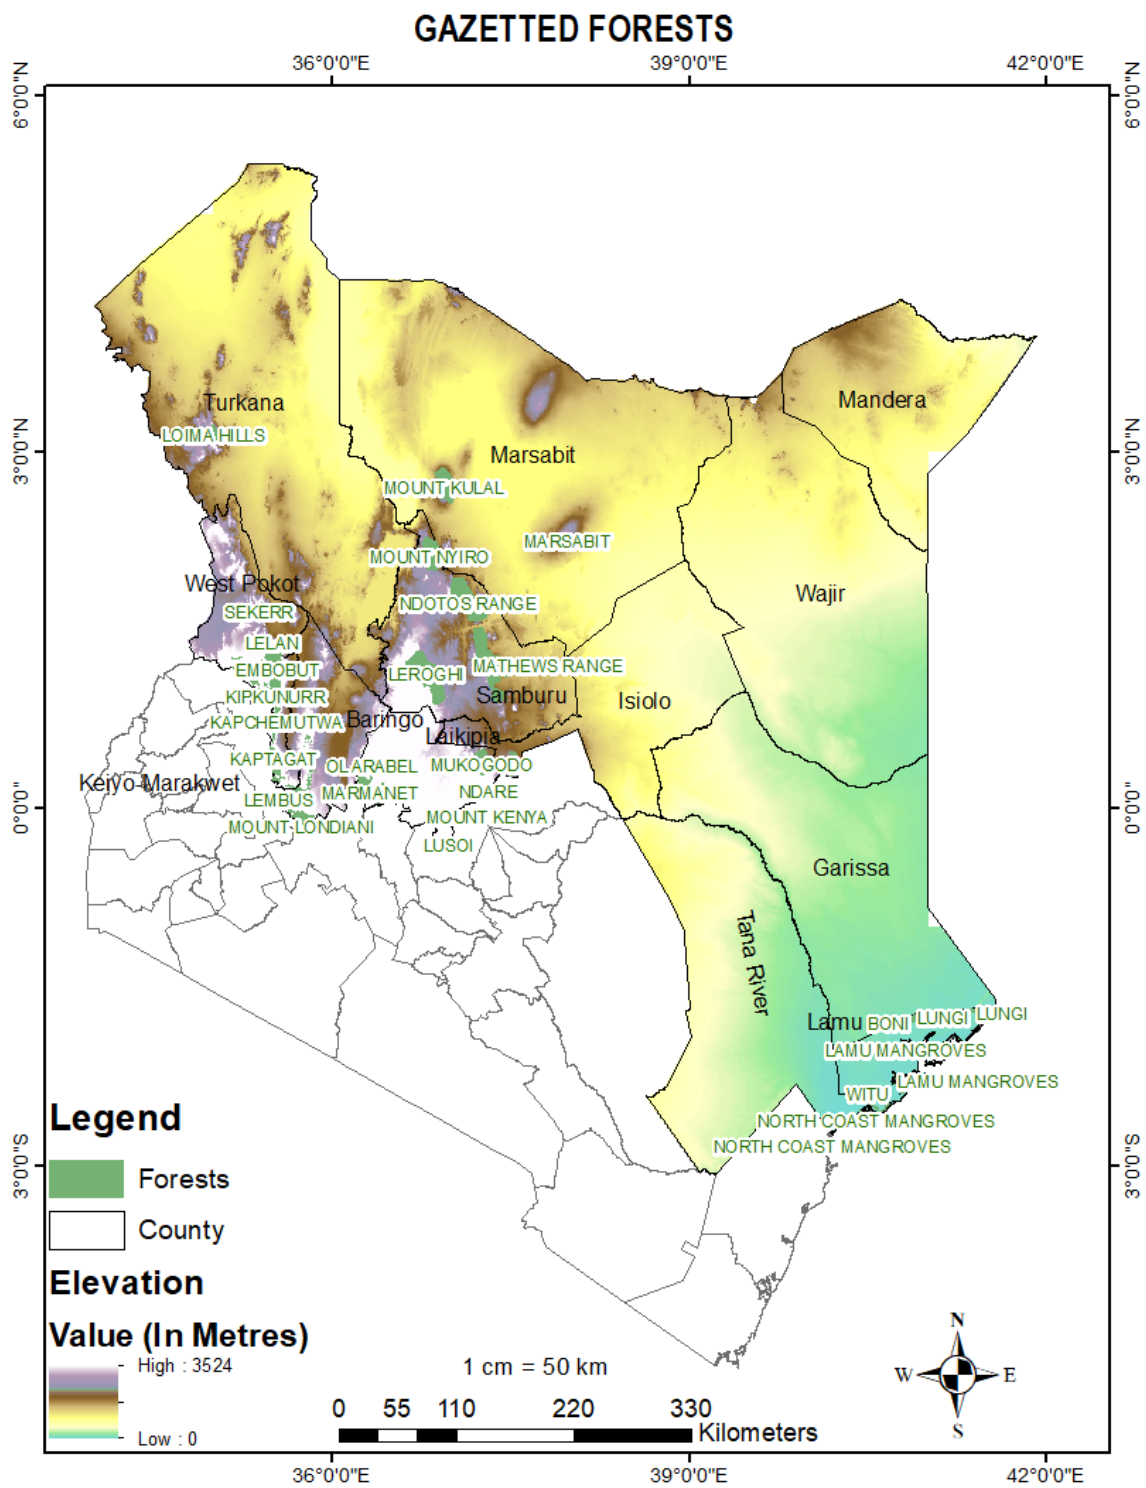 GAZETTED FORESTS
36°0'0"E
39°0'0"E
42°0'0"E
6°0'0"N
6°0'0"N
Turkana
LOIMA HILLS
Mandera
3°0'0"N
3°0'0"N
Marsabit
MOUNT KULAL
MARSABIT
MOUNT NYIRO
West Pokot
Wajir
NDOTOS RANGE
SEKERR
LELAN
EMBOBUT
MATHEWS RANGE
LEROGHI
KIPKUNURR
Samburu
Isiolo
KAPCHEMUTWA
Baringo
Laikipia
KAPTAGAT
OL ARABEL
MUKOGODO
Keiyo-Marakwet
LEMBUS
MARMANET
NDARE
0°0'0"
0°0'0"
MOUNT KENYA
MOUNT LONDIANI
LUSOI
Garissa
Tana River
Lamu
BONI
LUNGI
LUNGI
LAMU MANGROVES
LAMU MANGROVES
WITU
NORTH COAST MANGROVES
NORTH COAST MANGROVES
3°0'0"S
3°0'0"S
Legend
Forests
County
Elevation
Value (In Metres)
High : 3524
Low : 0
1 cm = 50 km
0 55 110 220 330
Kilometers
N
W
E
S
36°0'0"E
39°0'0"E
42°0'0"E